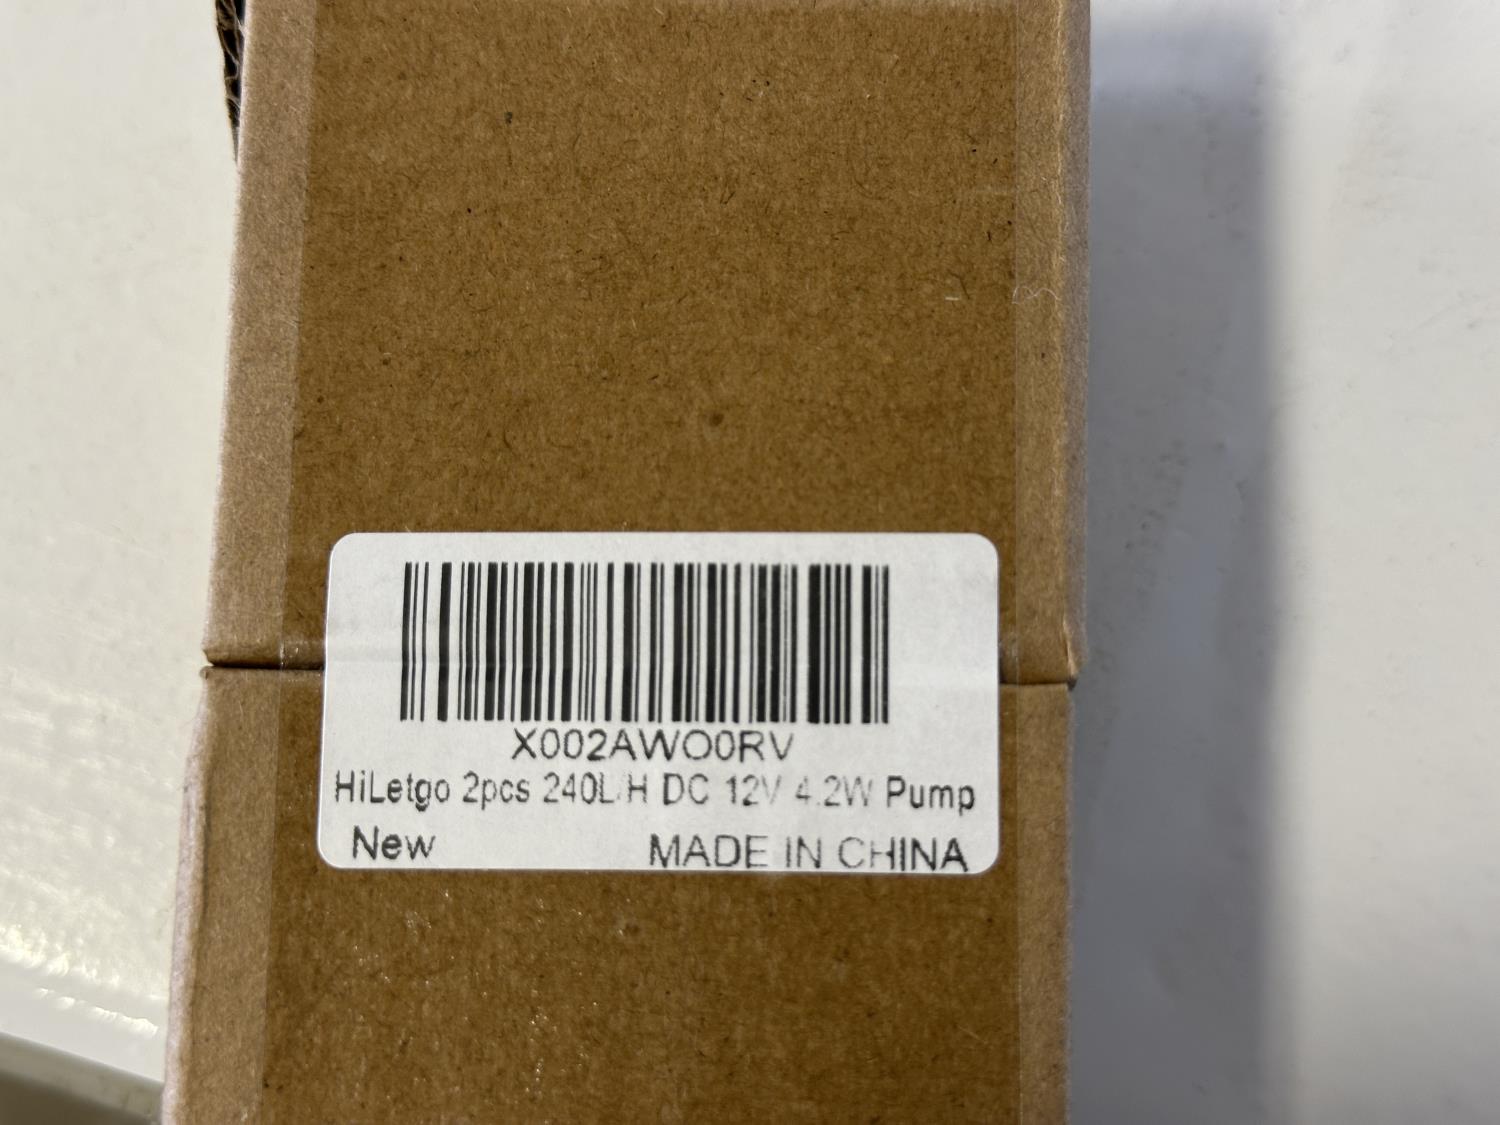 X002AWO0RV
HiLetgo 2pcs 240L/H DC 12V 4.2W Pump
New MADE IN CHINA